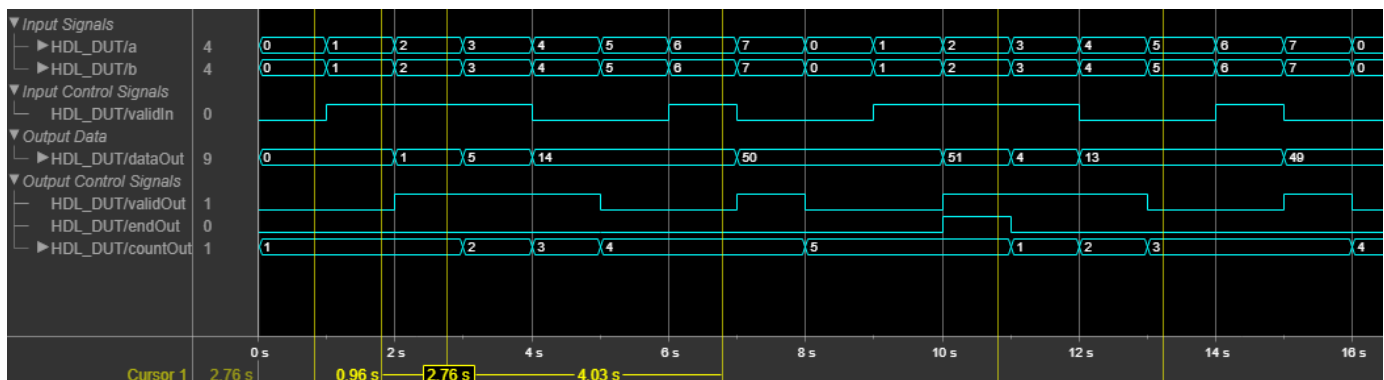 Input Signals
HDL_DUT/a 4 0 1 2 3 4 5 6 7 0 1 2 3 4 5 6 7 0
HDL_DUT/b 4 0 1 2 3 4 5 6 7 0 1 2 3 4 5 6 7 0
Input Control Signals
HDL_DUT/validIn 0
Output Data
HDL_DUT/dataOut 9 0 1 5 14 50 51 4 13 49
Output Control Signals
HDL_DUT/validOut 1
HDL_DUT/endOut 0
HDL_DUT/countOut 1 1 2 3 4 5 1 2 3 4
0 s 2 s 4 s 6 s 8 s 10 s 12 s 14 s 16 s
Cursor 1 2.76 s 0.96 s 2.76 s 4.03 s